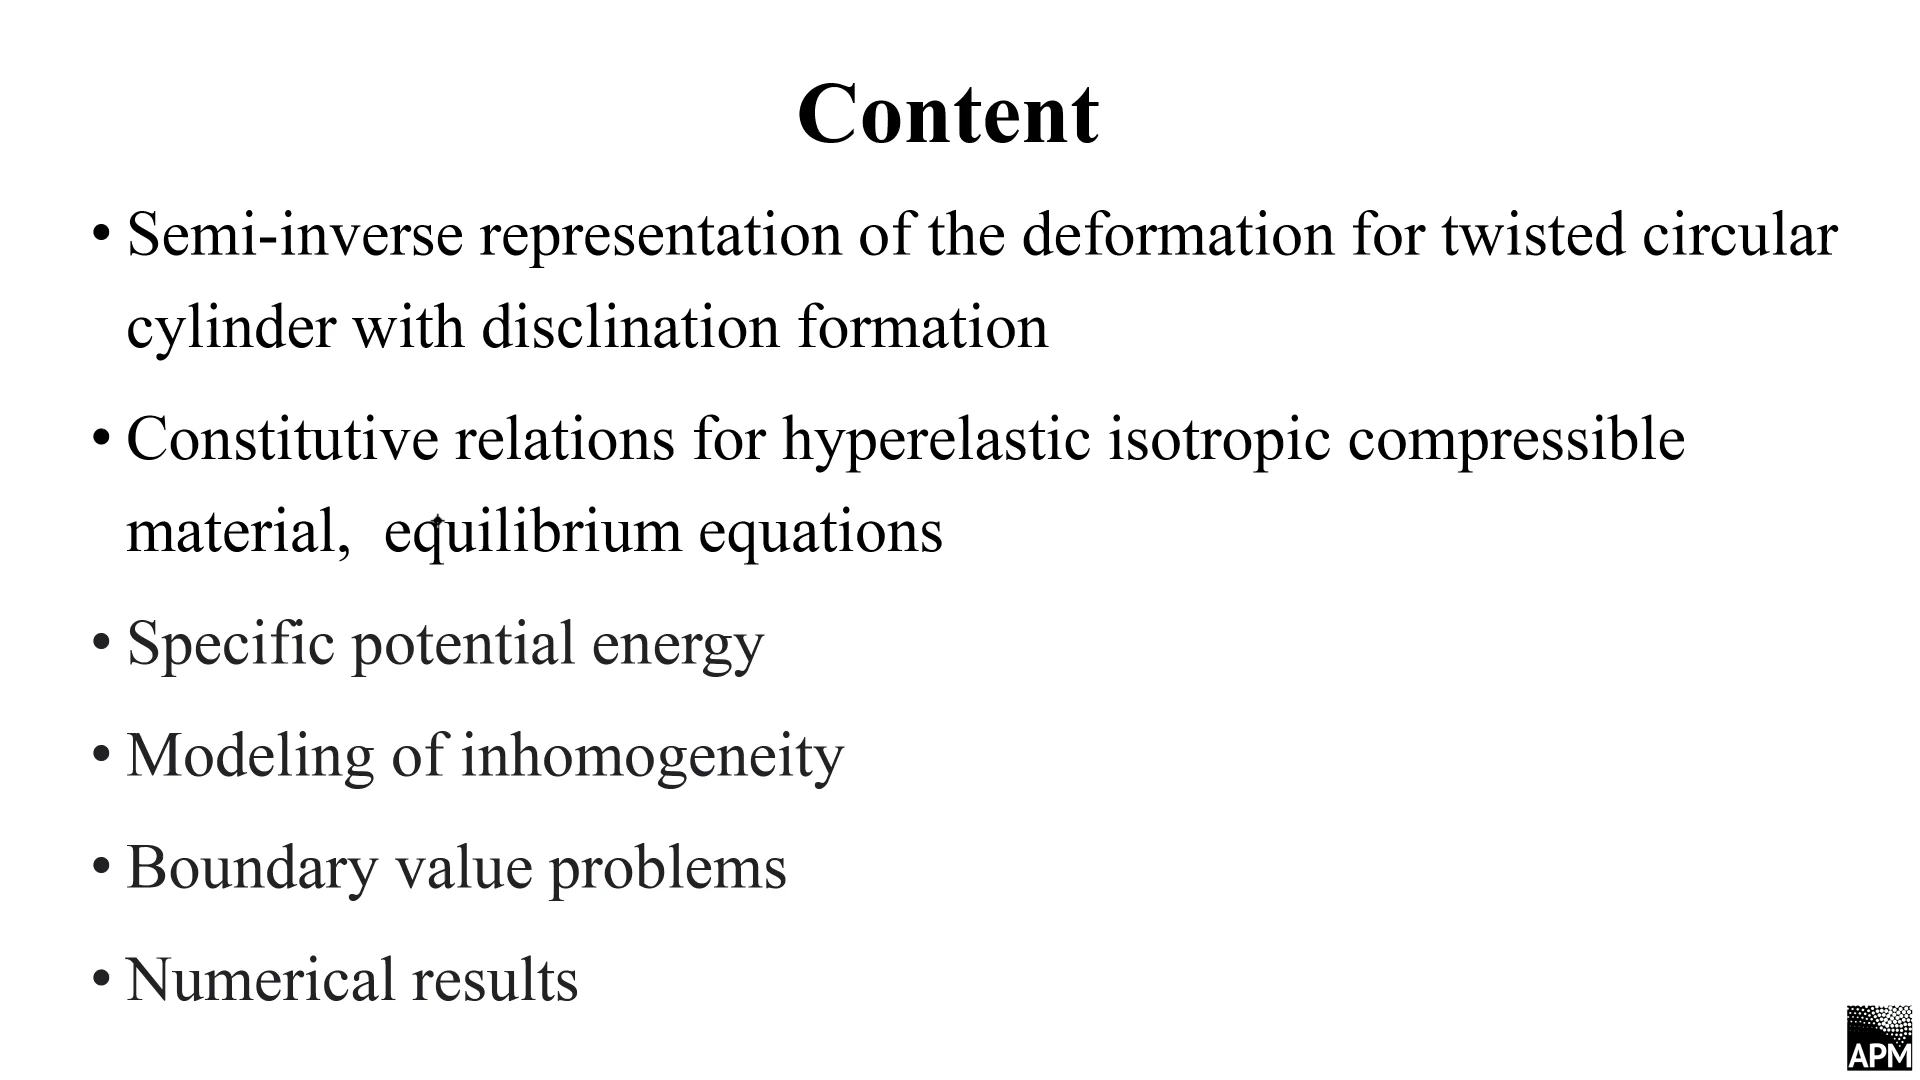 Content
• Semi-inverse representation of the deformation for twisted circular
cylinder with disclination formation
• Constitutive relations for hyperelastic isotropic compressible
material,  equilibrium equations
• Specific potential energy
• Modeling of inhomogeneity
• Boundary value problems
• Numerical results
APM